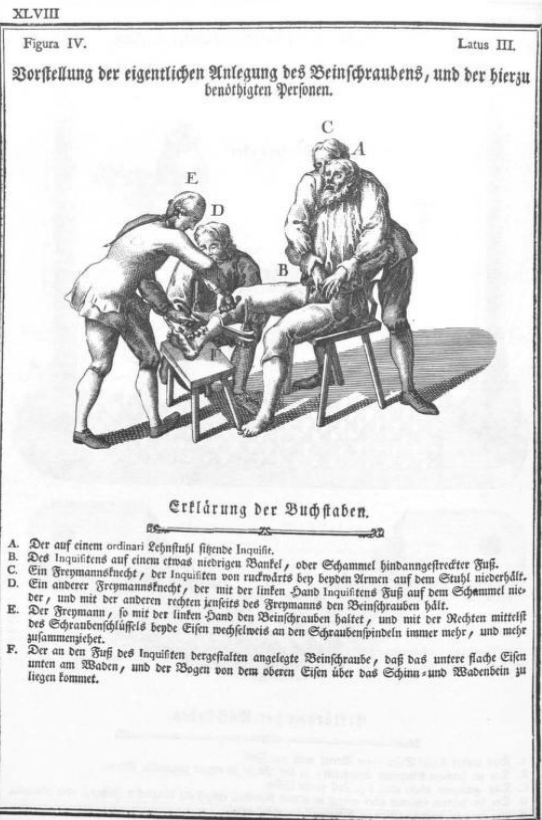 XLVIII
Figura IV. Latus III.
Vorstellung der eigentlichen Anlegung des Beinschraubens, und der hierzu
benöthigten Personen.
C
A
E
D
B
F
Erklärung der Buchstaben.
A. Der auf einem ordinari Lehnstuhl sitzende Inquisit.
B. Des Inquisitens auf einem etwas niedrigen Bankel, oder Schammel hindanngestreckter Fuß.
C. Ein Freymannsknecht, der Inquisiten von ruckwärts bey beyden Armen auf dem Stuhl niederhält.
D. Ein anderer Freymannsknecht, der mit der linken Hand Inquisitens Fuß auf dem Schammel nie-
der, und mit der anderen rechten jenseits des Freymanns den Beinschrauben hält.
E. Der Freymann, so mit der linken Hand den Beinschrauben haltet, und mit der Rechten mittelst
des Schraubenschlüssels beyde Eisen wechselweis an den Schraubenspindeln immer mehr, und mehr
zusammenziehet.
F. Der an den Fuß des Inquisiten dergestalten angelegte Beinschraube, daß das untere flache Eisen
unten am Waden, und der Bogen von dem oberen Eisen über das Schinn- und Wadenbein zu
liegen kommet.